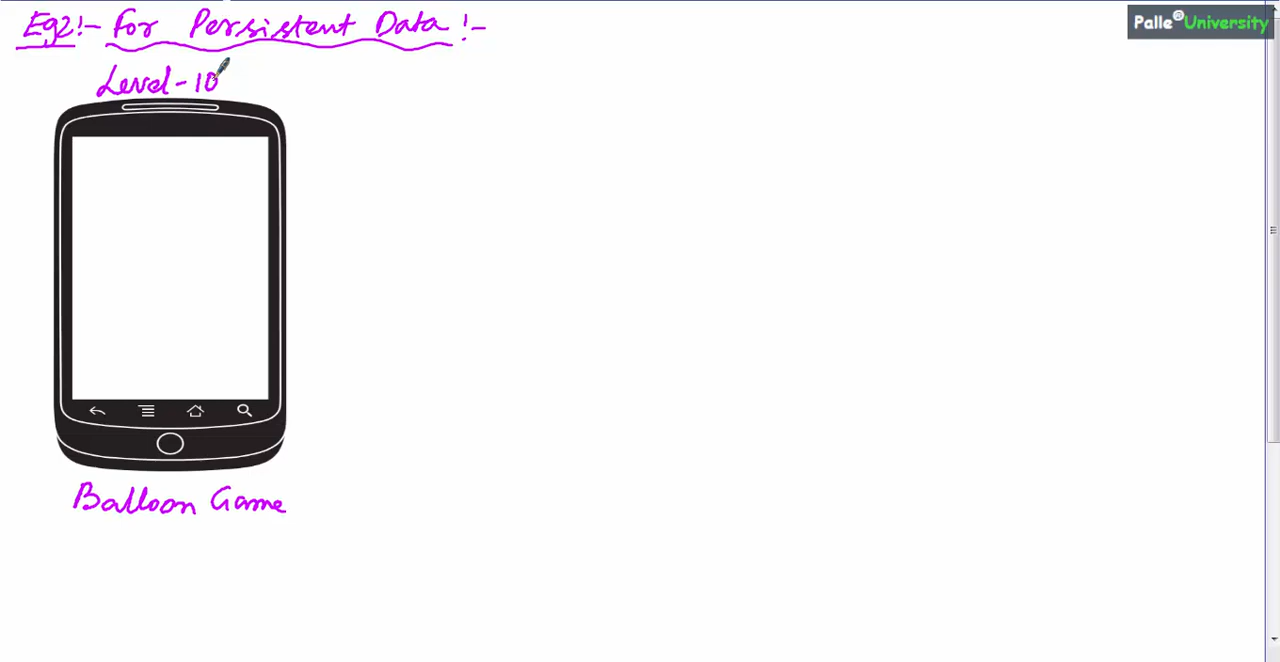 Eg2:- For Persistent Data :-
Palle® University
Level-10
Balloon Game